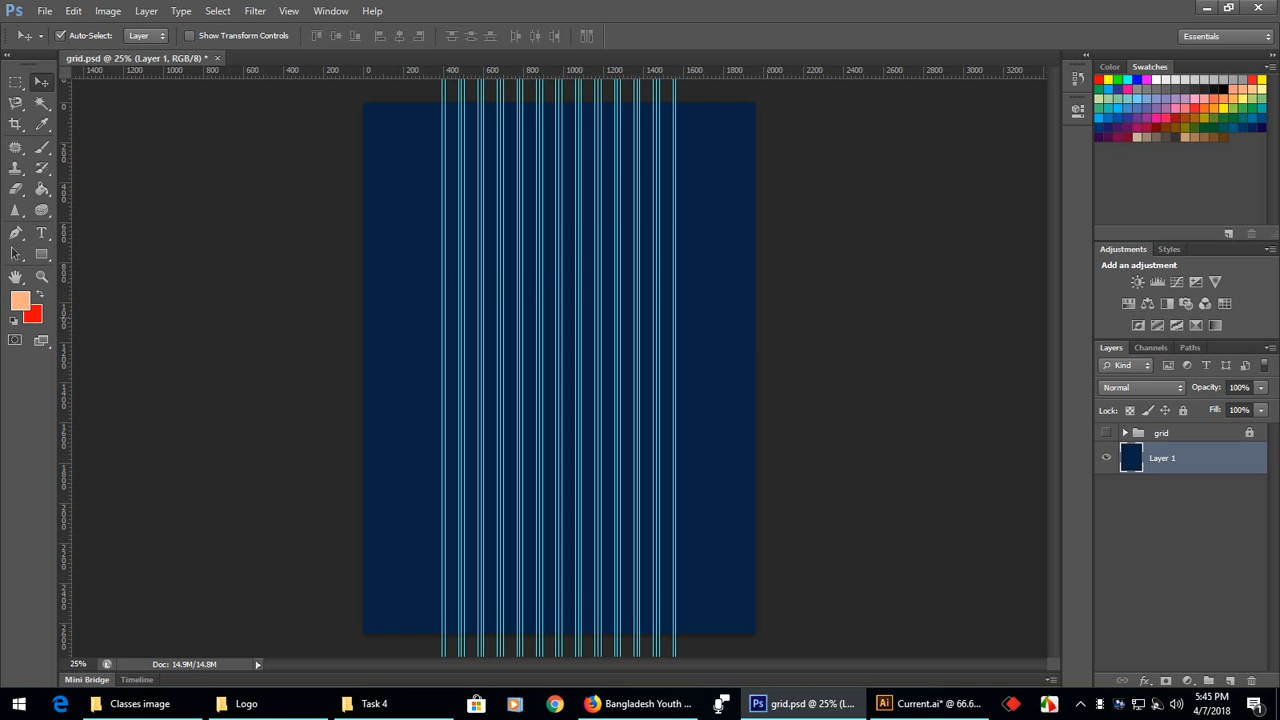 Ps File Edit Image Layer Type Select Filter 3D View Window Help
Auto-Select: Layer Show Transform Controls Essentials
grid.psd @ 25% (Layer 1, RGB/8) * ×
1400 1200 1000 800 600 400 200 0 200 400 600 800 1000 1200 1400 1600 1800 2000 2200 2400 2600 2800 3000 3200
Color Swatches
Adjustments Styles
Add an adjustment
Layers Channels Paths
Kind
Normal Opacity: 100%
Lock: Fill: 100%
grid
Layer 1
25% Doc: 14.9M/14.8M
Mini Bridge Timeline
Classes image Logo Task 4 Bangladesh Youth ... grid.psd @ 25% (L... Current.ai* @ 66.6... 5:45 PM
4/7/2018